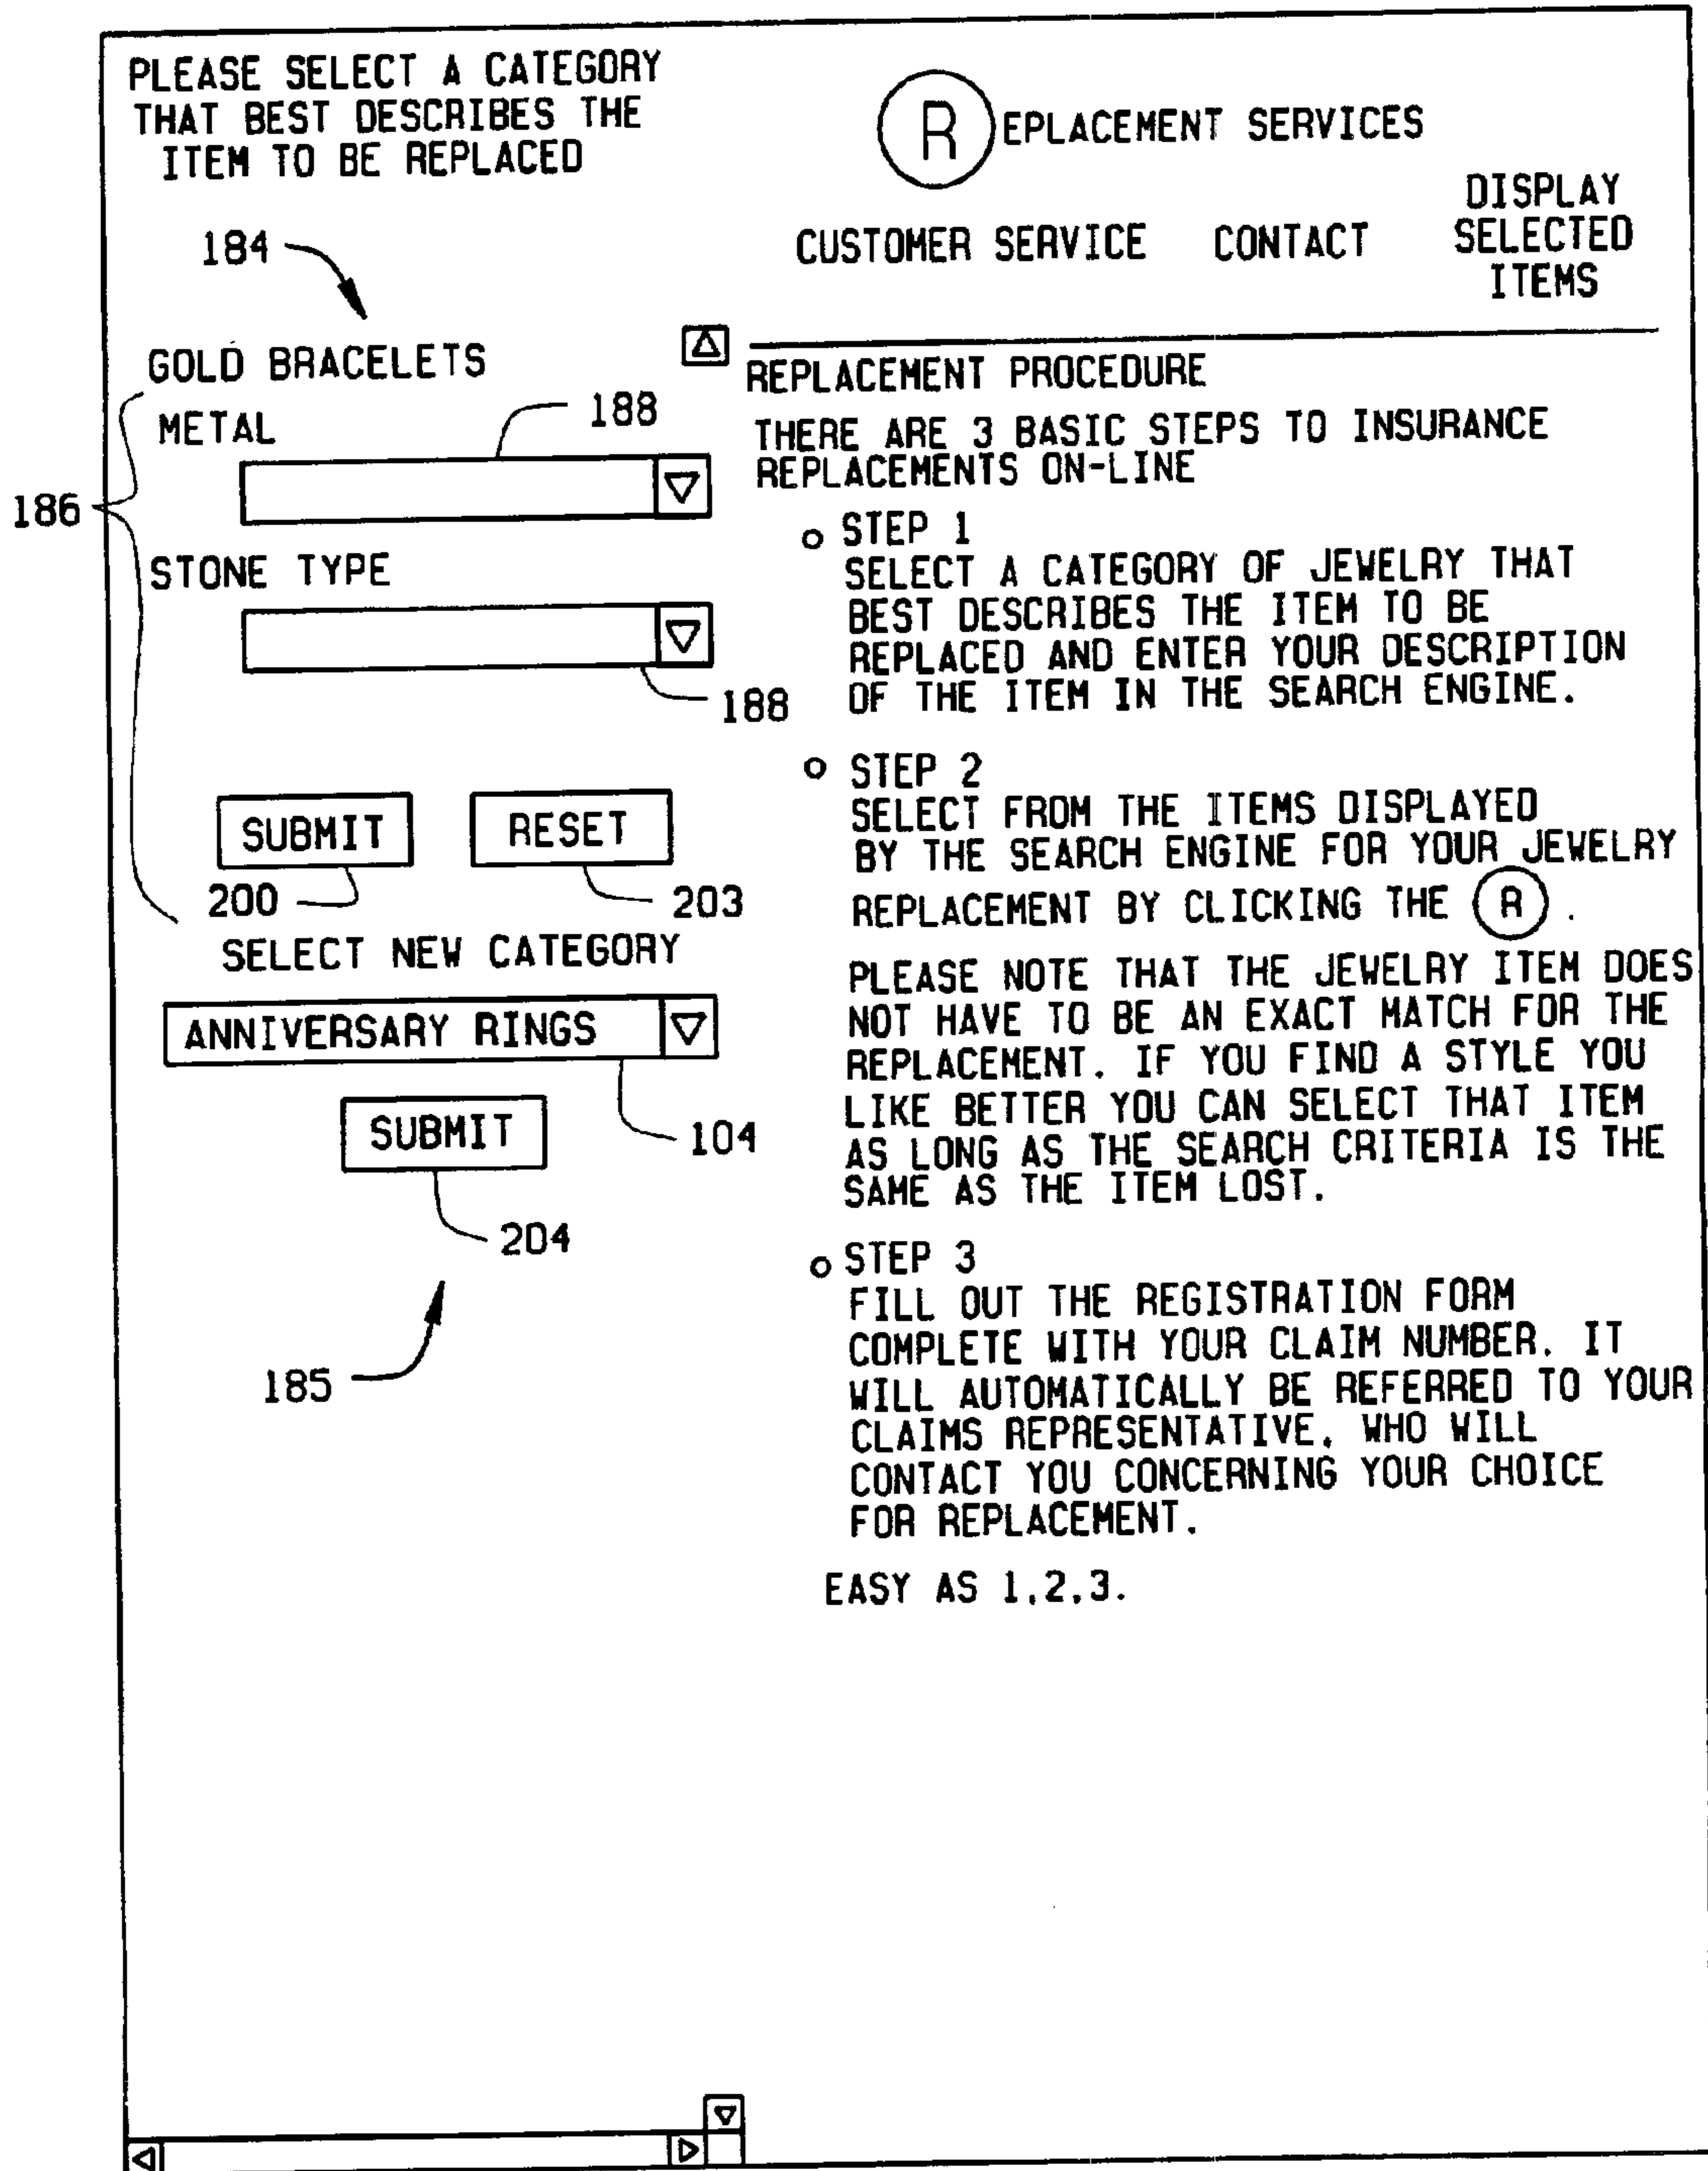 PLEASE SELECT A CATEGORY
THAT BEST DESCRIBES THE
ITEM TO BE REPLACED
184
GOLD BRACELETS
METAL
188
186
STONE TYPE
188
SUBMIT
RESET
200
203
SELECT NEW CATEGORY
ANNIVERSARY RINGS
104
SUBMIT
204
185
REPLACEMENT SERVICES
CUSTOMER SERVICE
CONTACT
DISPLAY
SELECTED
ITEMS
REPLACEMENT PROCEDURE
THERE ARE 3 BASIC STEPS TO INSURANCE
REPLACEMENTS ON-LINE
STEP 1
SELECT A CATEGORY OF JEWELRY THAT
BEST DESCRIBES THE ITEM TO BE
REPLACED AND ENTER YOUR DESCRIPTION
OF THE ITEM IN THE SEARCH ENGINE.
STEP 2
SELECT FROM THE ITEMS DISPLAYED
BY THE SEARCH ENGINE FOR YOUR JEWELRY
REPLACEMENT BY CLICKING THE R.
PLEASE NOTE THAT THE JEWELRY ITEM DOES
NOT HAVE TO BE AN EXACT MATCH FOR THE
REPLACEMENT. IF YOU FIND A STYLE YOU
LIKE BETTER YOU CAN SELECT THAT ITEM
AS LONG AS THE SEARCH CRITERIA IS THE
SAME AS THE ITEM LOST.
STEP 3
FILL OUT THE REGISTRATION FORM
COMPLETE WITH YOUR CLAIM NUMBER. IT
WILL AUTOMATICALLY BE REFERRED TO YOUR
CLAIMS REPRESENTATIVE, WHO WILL
CONTACT YOU CONCERNING YOUR CHOICE
FOR REPLACEMENT.
EASY AS 1,2,3.